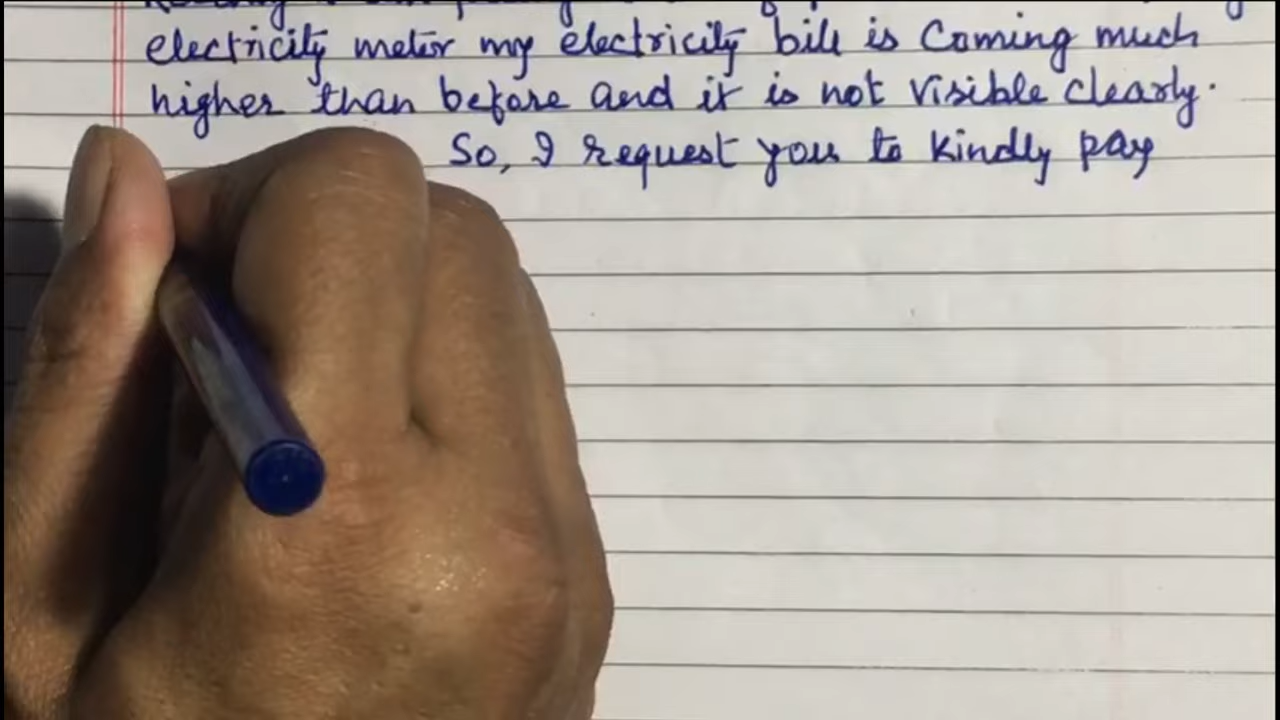 electricity meter my electricity bill is coming much
higher than before and it is not visible clearly.
So, I request you to kindly pay